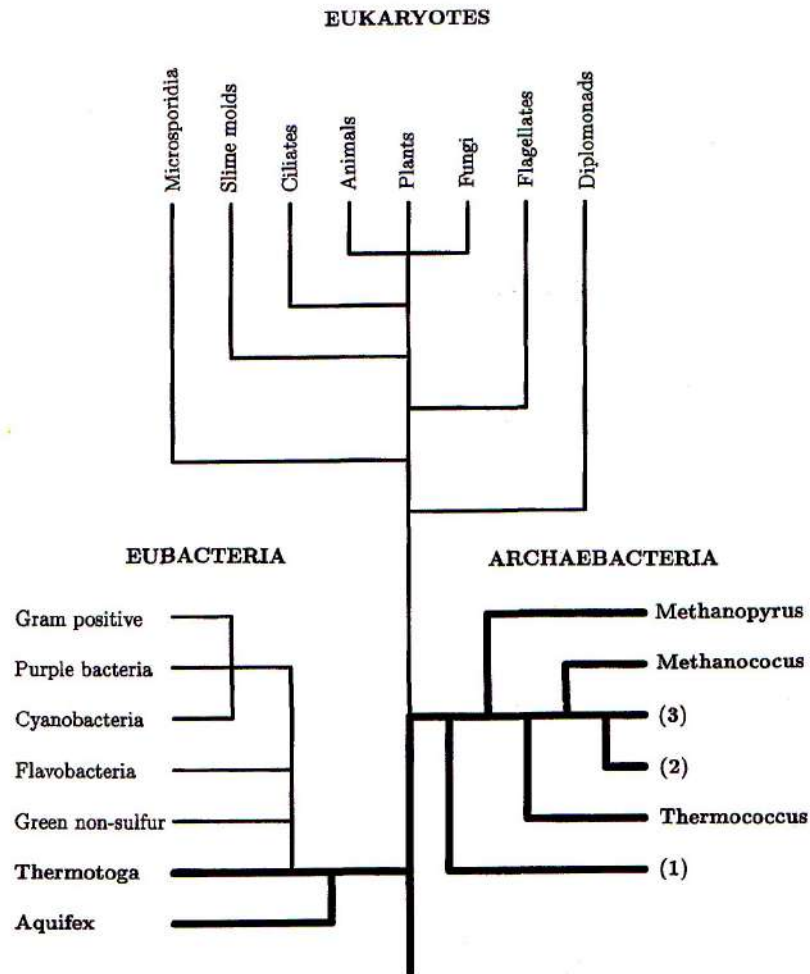 EUKARYOTES
Microsporidia
Slime molds
Ciliates
Animals
Plants
Fungi
Flagellates
Diplomonads
EUBACTERIA
Gram positive
Purple bacteria
Cyanobacteria
Flavobacteria
Green non-sulfur
Thermotoga
Aquifex
ARCHAEBACTERIA
Methanopyrus
Methanococus
(3)
(2)
Thermococcus
(1)